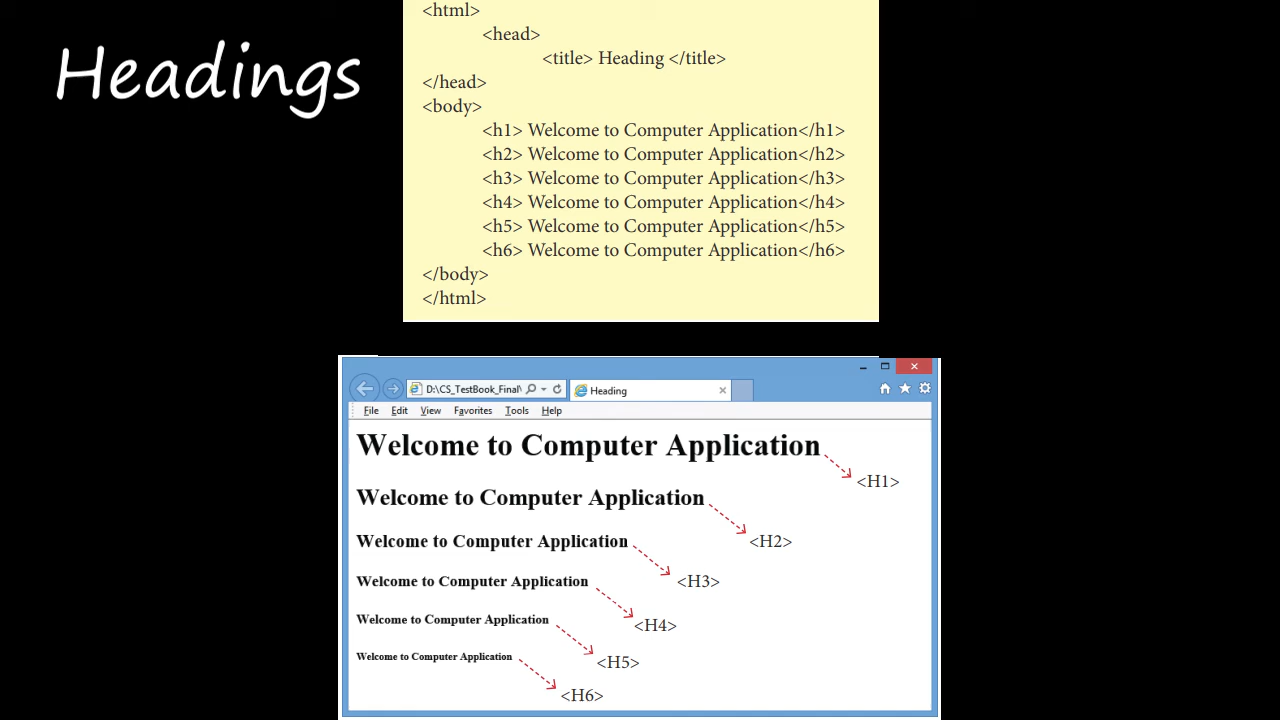 Headings
<html>
<head>
<title> Heading </title>
</head>
<body>
<h1> Welcome to Computer Application</h1>
<h2> Welcome to Computer Application</h2>
<h3> Welcome to Computer Application</h3>
<h4> Welcome to Computer Application</h4>
<h5> Welcome to Computer Application</h5>
<h6> Welcome to Computer Application</h6>
</body>
</html>
D:\CS_TestBook_Final\ Heading
File Edit View Favorites Tools Help
Welcome to Computer Application
<H1>
Welcome to Computer Application
<H2>
Welcome to Computer Application
<H3>
Welcome to Computer Application
<H4>
Welcome to Computer Application
<H5>
Welcome to Computer Application
<H6>